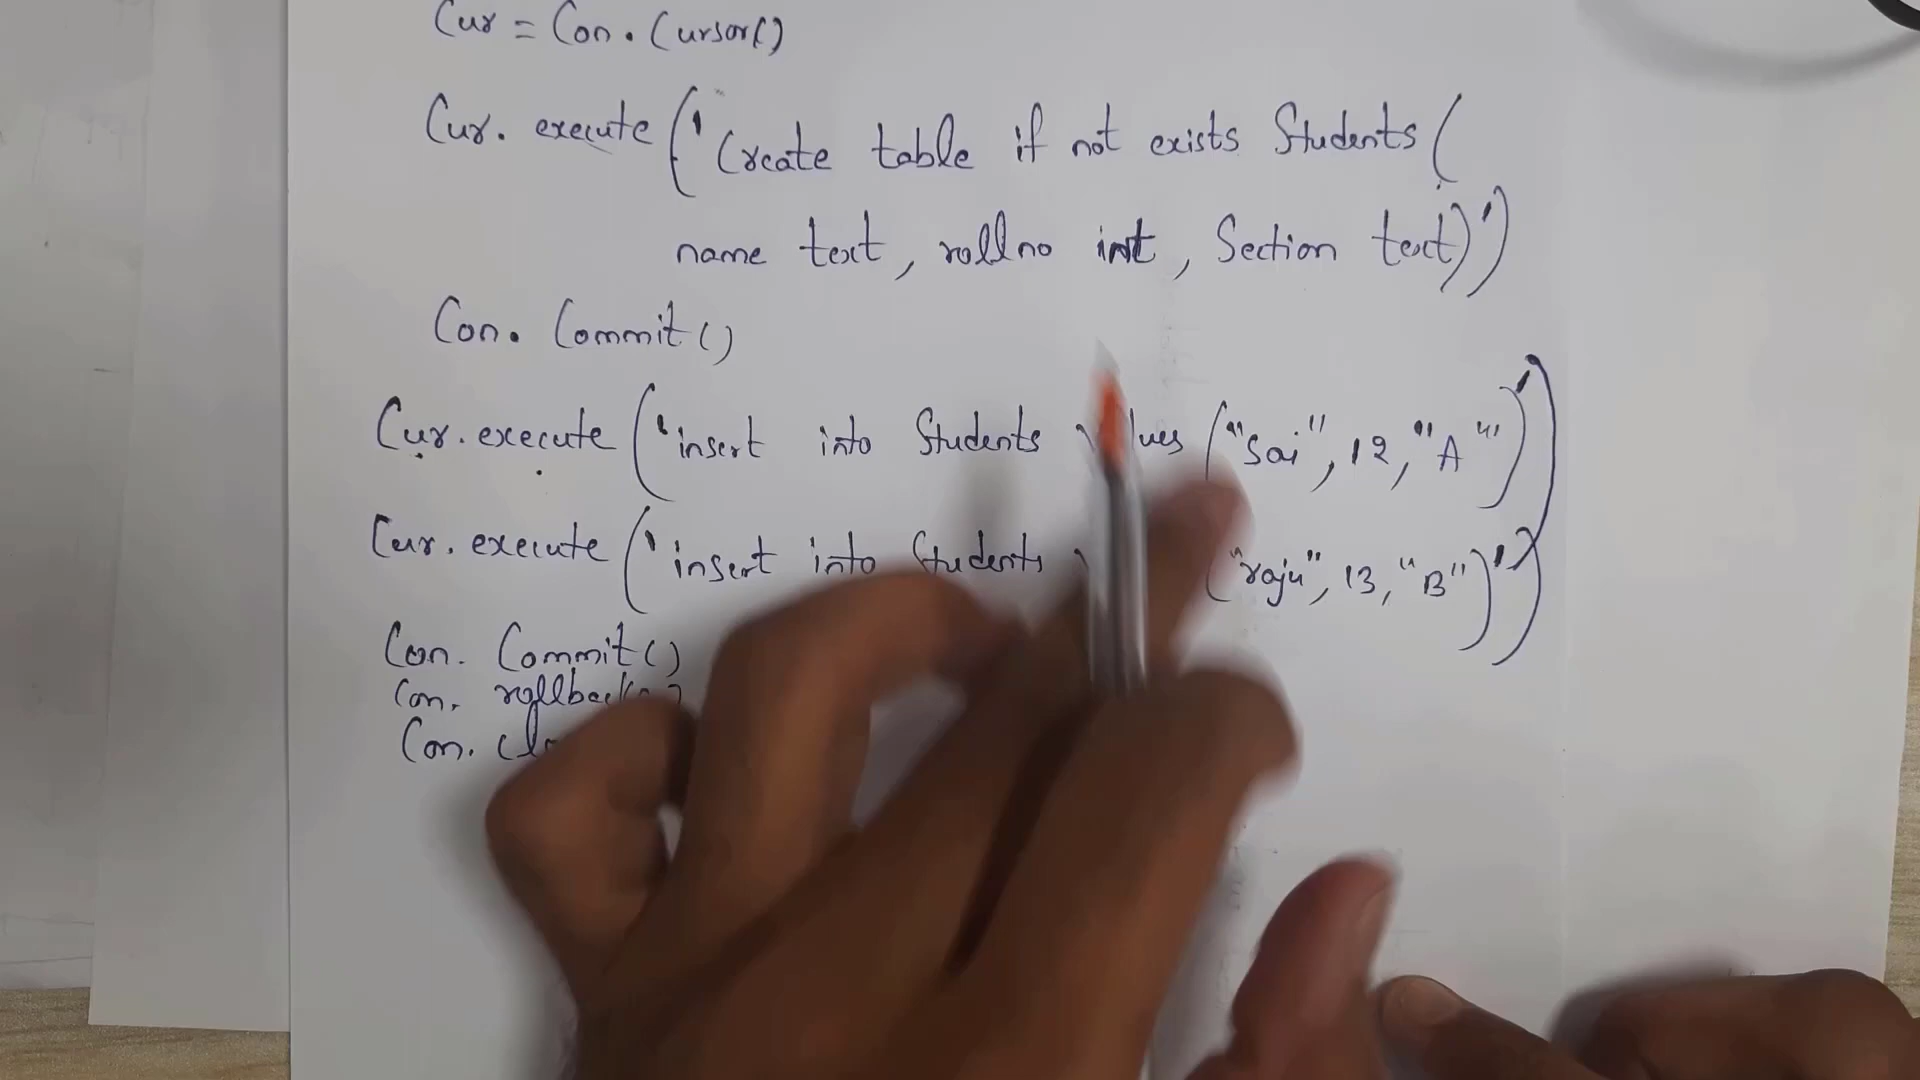 Cur = Con. Cursor()
Cur. execute ('Create table if not exists Students(
name text, rollno int, Section text)')
Con. Commit ()
Cur. execute ('insert into Students ("Sai", 12, "A")')
Cur. execute ('insert into Students ("raju", 13, "B")')
Con. Commit ()
Con.
Con.